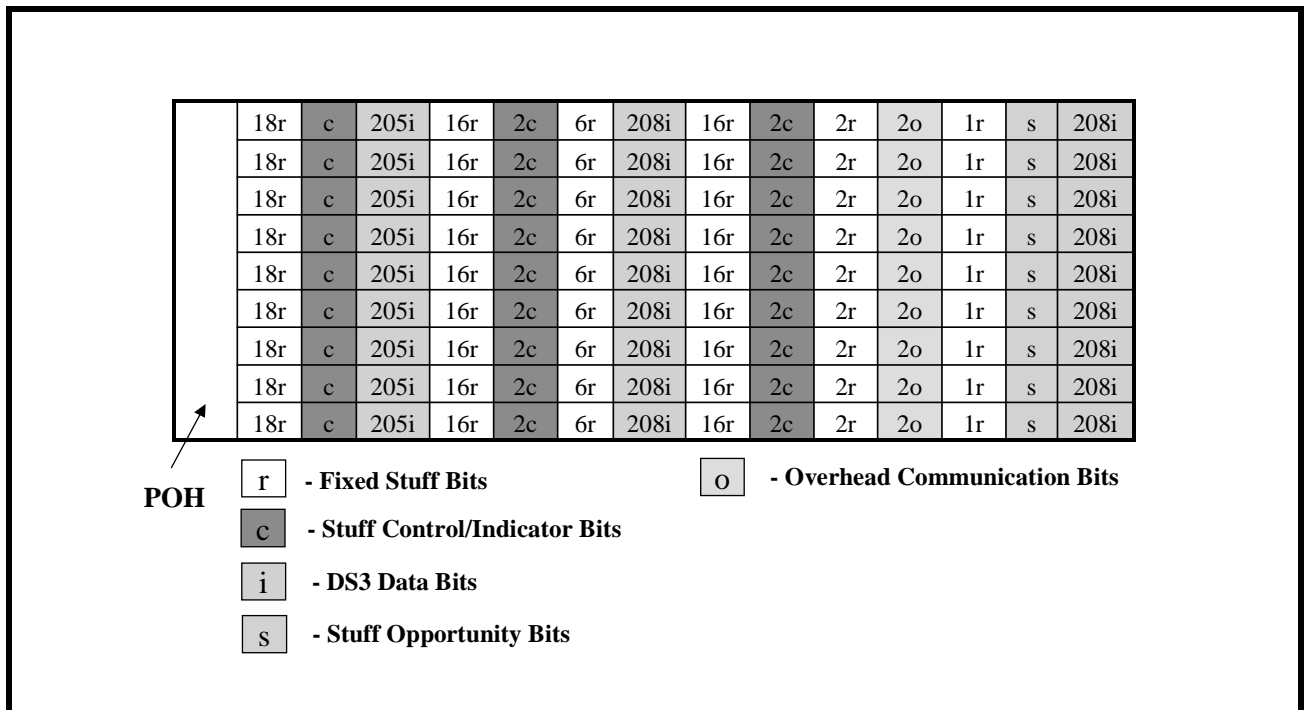 18r c 205i 16r 2c 6r 208i 16r 2c 2r 2o 1r s 208i
18r c 205i 16r 2c 6r 208i 16r 2c 2r 2o 1r s 208i
18r c 205i 16r 2c 6r 208i 16r 2c 2r 2o 1r s 208i
18r c 205i 16r 2c 6r 208i 16r 2c 2r 2o 1r s 208i
18r c 205i 16r 2c 6r 208i 16r 2c 2r 2o 1r s 208i
18r c 205i 16r 2c 6r 208i 16r 2c 2r 2o 1r s 208i
18r c 205i 16r 2c 6r 208i 16r 2c 2r 2o 1r s 208i
18r c 205i 16r 2c 6r 208i 16r 2c 2r 2o 1r s 208i
18r c 205i 16r 2c 6r 208i 16r 2c 2r 2o 1r s 208i
POH
r - Fixed Stuff Bits
o - Overhead Communication Bits
c - Stuff Control/Indicator Bits
i - DS3 Data Bits
s - Stuff Opportunity Bits